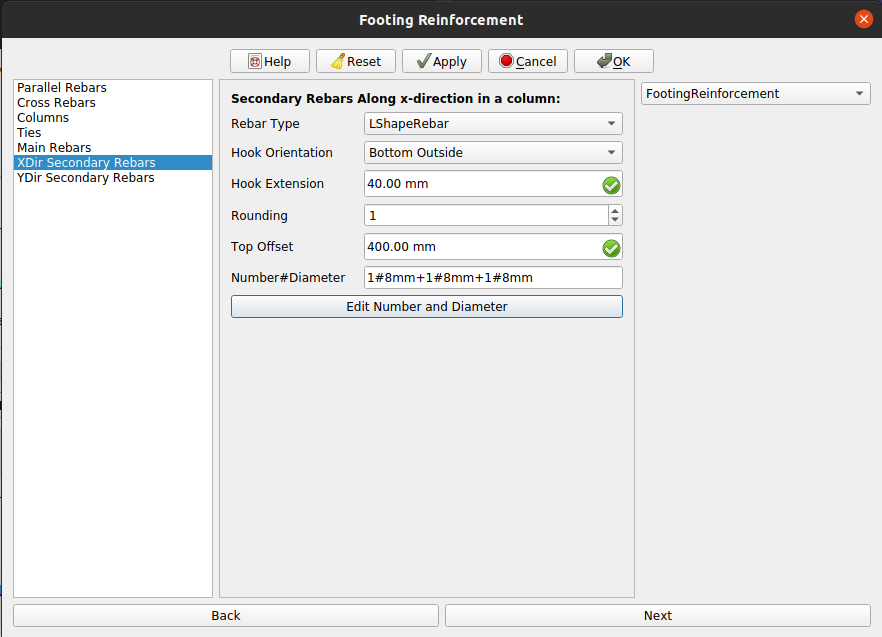 Footing Reinforcement
Help Reset Apply Cancel OK
Parallel Rebars
Cross Rebars
Columns
Ties
Main Rebars
XDir Secondary Rebars
YDir Secondary Rebars
Secondary Rebars Along x-direction in a column:
Rebar Type LShapeRebar
Hook Orientation Bottom Outside
Hook Extension 40.00 mm
Rounding 1
Top Offset 400.00 mm
Number#Diameter 1#8mm+1#8mm+1#8mm
Edit Number and Diameter
FootingReinforcement
Back Next